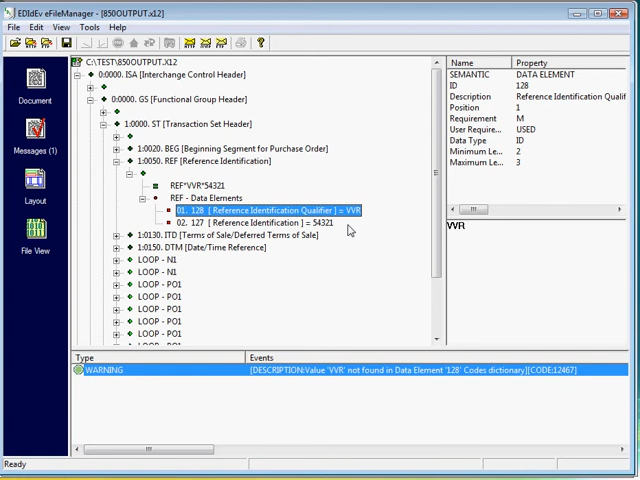 EDIdEv eFileManager - [850OUTPUT.x12]
File Edit View Tools Help
Document
Messages (1)
Layout
File View
C:\TEST\850OUTPUT.X12
0:0000. ISA [Interchange Control Header]
0:0000. GS [Functional Group Header]
1:0000. ST [Transaction Set Header]
1:0020. BEG [Beginning Segment for Purchase Order]
1:0050. REF [Reference Identification]
REF*VVR*54321
REF - Data Elements
01. 128 [ Reference Identification Qualifier ] = VVR
02. 127 [ Reference Identification ] = 54321
1:0130. ITD [Terms of Sale/Deferred Terms of Sale]
1:0150. DTM [Date/Time Reference]
LOOP - N1
LOOP - N1
LOOP - PO1
LOOP - PO1
LOOP - PO1
LOOP - PO1
LOOP - PO1
LOOP - PO1
Name Property
SEMANTIC DATA ELEMENT
ID 128
Description Reference Identification Qualif
Position 1
Requirement M
User Require... USED
Data Type ID
Minimum Le... 2
Maximum Le... 3
VVR
Type Events
WARNING [DESCRIPTION:Value 'VVR' not found in Data Element '128' Codes dictionary][CODE:12467]
Ready